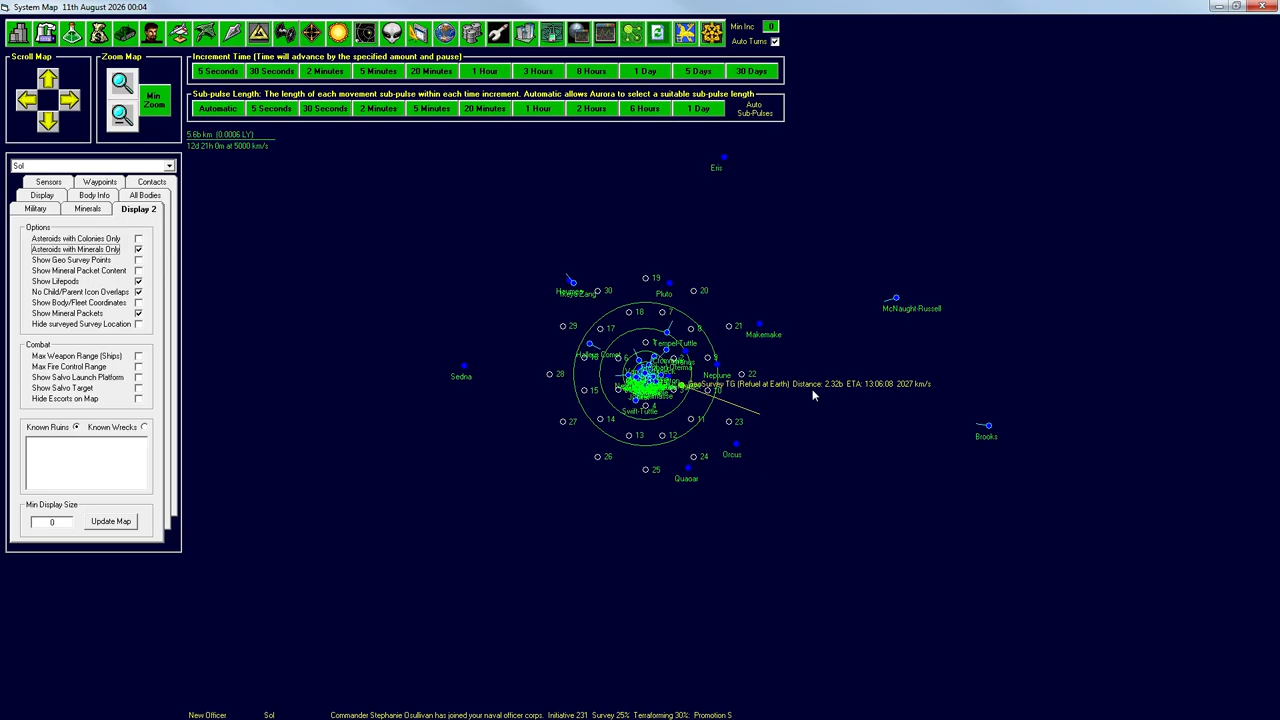 System Map 11th August 2026 00:04
Min Inc 0
Auto Turns
Scroll Map
Zoom Map
Min Zoom
Increment Time (Time will advance by the specified amount and pause)
5 Seconds 30 Seconds 2 Minutes 5 Minutes 20 Minutes 1 Hour 3 Hours 8 Hours 1 Day 5 Days 30 Days
Sub-pulse Length: The length of each movement sub-pulse within each time increment. Automatic allows Aurora to select a suitable sub-pulse length
Automatic 5 Seconds 30 Seconds 2 Minutes 5 Minutes 20 Minutes 1 Hour 2 Hours 6 Hours 1 Day
Auto Sub-Pulses
5.6b km (0.0006 LY)
12d 21h 0m at 5000 km/s
Sol
Sensors Waypoints Contacts
Display Body Info All Bodies
Military Minerals Display 2
Options
Asteroids with Colonies Only
Asteroids with Minerals Only
Show Geo Survey Points
Show Mineral Packet Content
Show Lifepods
No Child/Parent Icon Overlaps
Show Body/Fleet Coordinates
Show Mineral Packets
Hide surveyed Survey Location
Combat
Max Weapon Range (Ships)
Max Fire Control Range
Show Salvo Launch Platform
Show Salvo Target
Hide Escorts on Map
Known Ruins Known Wrecks
Min Display Size
0 Update Map
Eris
19
30
Pluto
20
McNaught-Russell
18
7
29
17
8
21
Makemake
Tempel-Tuttle
Sedna
28
9
Neptune
22
GeoSurvey TG (Refuel at Earth) Distance: 2.32b ETA: 13:06:08 2027 km/s
15
10
4
Swift-Tuttle
27
14
11
23
13
12
Brooks
26
24
Orcus
25
Quaoar
New Officer Sol Commander Stephanie Osullivan has joined your naval officer corps. Initiative 231 Survey 25% Terraforming 30% Promotion S